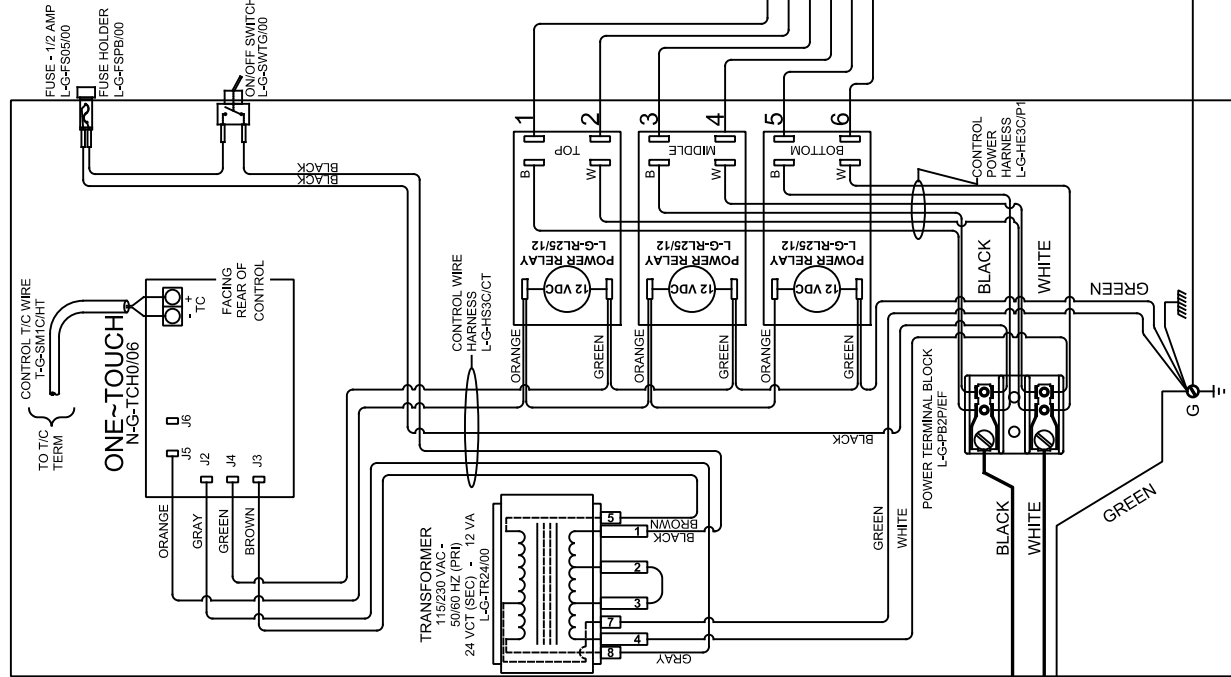 FUSE - 1/2 AMP
L-G-FS05/00
FUSE HOLDER
L-G-FSPB/00
ON/OFF SWITCH
L-G-SWTG/00
BLACK
BLACK
CONTROL T/C WIRE
T-G-SM1C/HT
TO T/C
TERM
ONE~TOUCH
N-G-TCH0/06
- +
TC
FACING
REAR OF
CONTROL
J6
J5
J2
J4
J3
ORANGE
GRAY
GREEN
BROWN
CONTROL WIRE
HARNESS
L-G-HS3C/CT
1
2
3
4
5
6
TOP
MIDDLE
BOTTOM
B
W
B
W
B
W
POWER RELAY
L-G-RL25/12
12 VDC
POWER RELAY
L-G-RL25/12
12 VDC
POWER RELAY
L-G-RL25/12
12 VDC
ORANGE
GREEN
ORANGE
GREEN
ORANGE
GREEN
CONTROL
POWER
HARNESS
L-G-HE3C/P1
BLACK
WHITE
GREEN
BLACK
POWER TERMINAL BLOCK
L-G-PB2P/EF
TRANSFORMER
115/230 VAC -
50/60 HZ (PRI)
24 VCT (SEC) - 12 VA
L-G-TR24/00
5
1
2
3
7
4
8
BROWN
BLACK
GRAY
GREEN
WHITE
BLACK
WHITE
GREEN
G